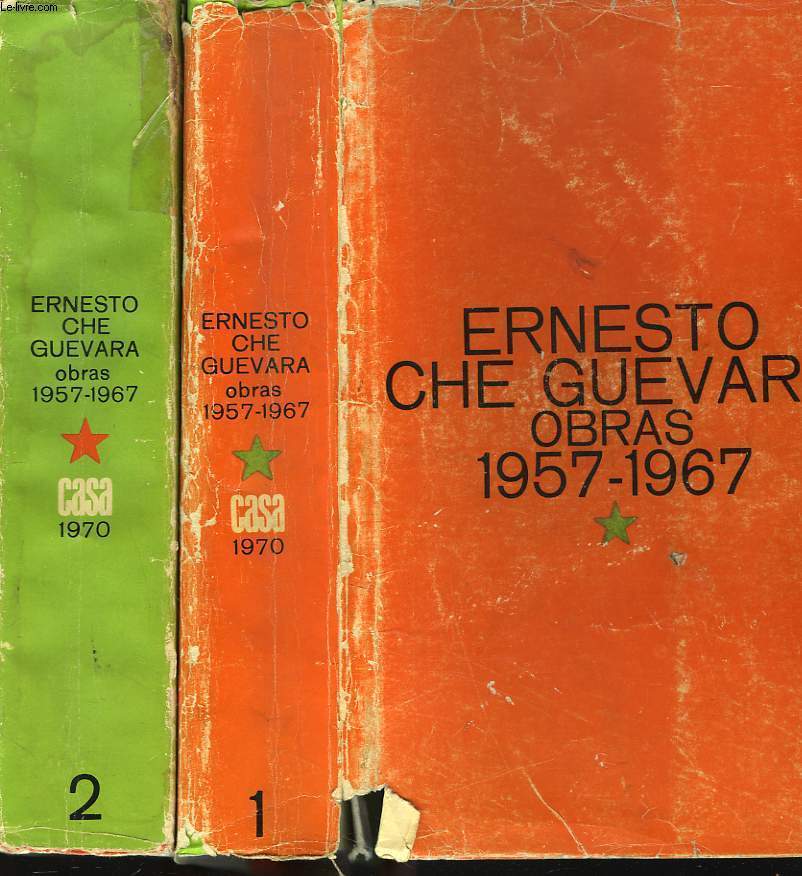 Le-livre.com
ERNESTO
CHE
GUEVARA
obras
1957-1967
casa
1970
2
ERNESTO
CHE
GUEVARA
obras
1957-1967
casa
1970
1
ERNESTO
CHE GUEVAR
OBRAS
1957-1967